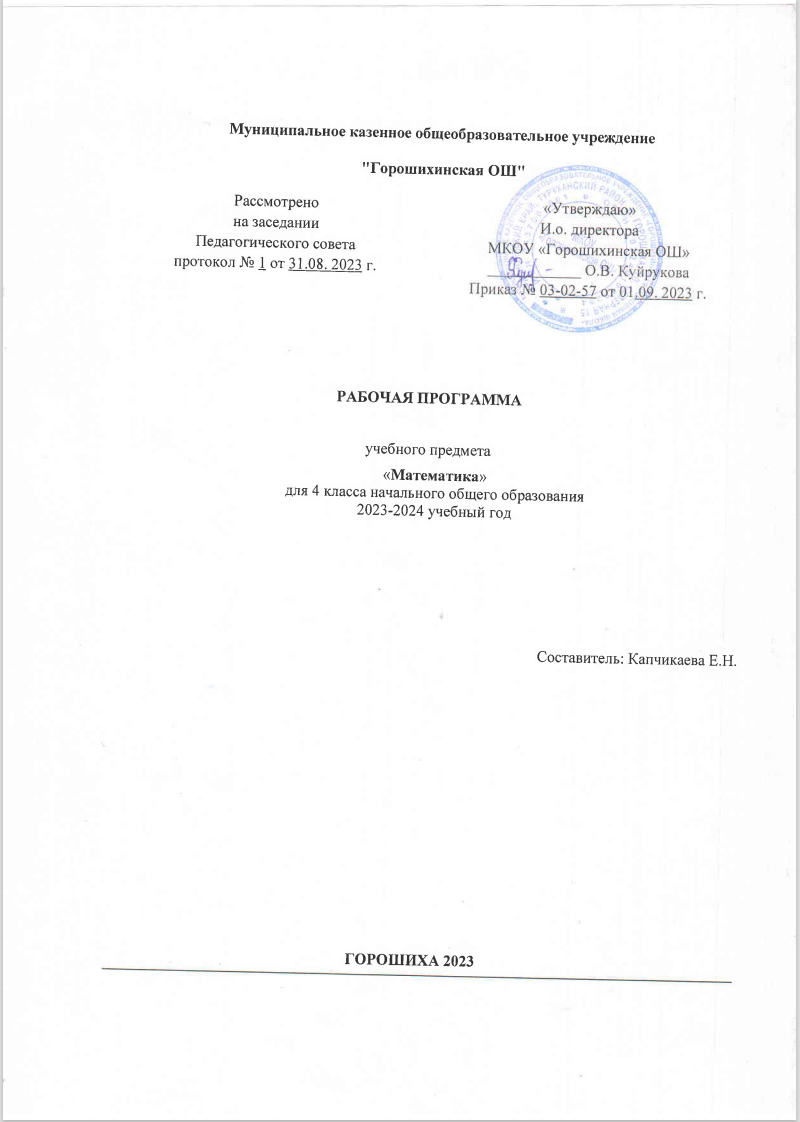 Муниципальное казенное общеобразовательное учреждение
"Горошихинская ОШ"
Рассмотрено
на заседании
Педагогического совета
протокол № 1 от 31.08. 2023 г.
«Утверждаю»
И.о. директора
МКОУ «Горошихинская ОШ»
____________ О.В. Куйрукова
Приказ № 03-02-57 от 01.09. 2023 г.
РАБОЧАЯ ПРОГРАММА
учебного предмета
«Математика»
для 4 класса начального общего образования
2023-2024 учебный год
Составитель: Капчикаева Е.Н.
ГОРОШИХА 2023